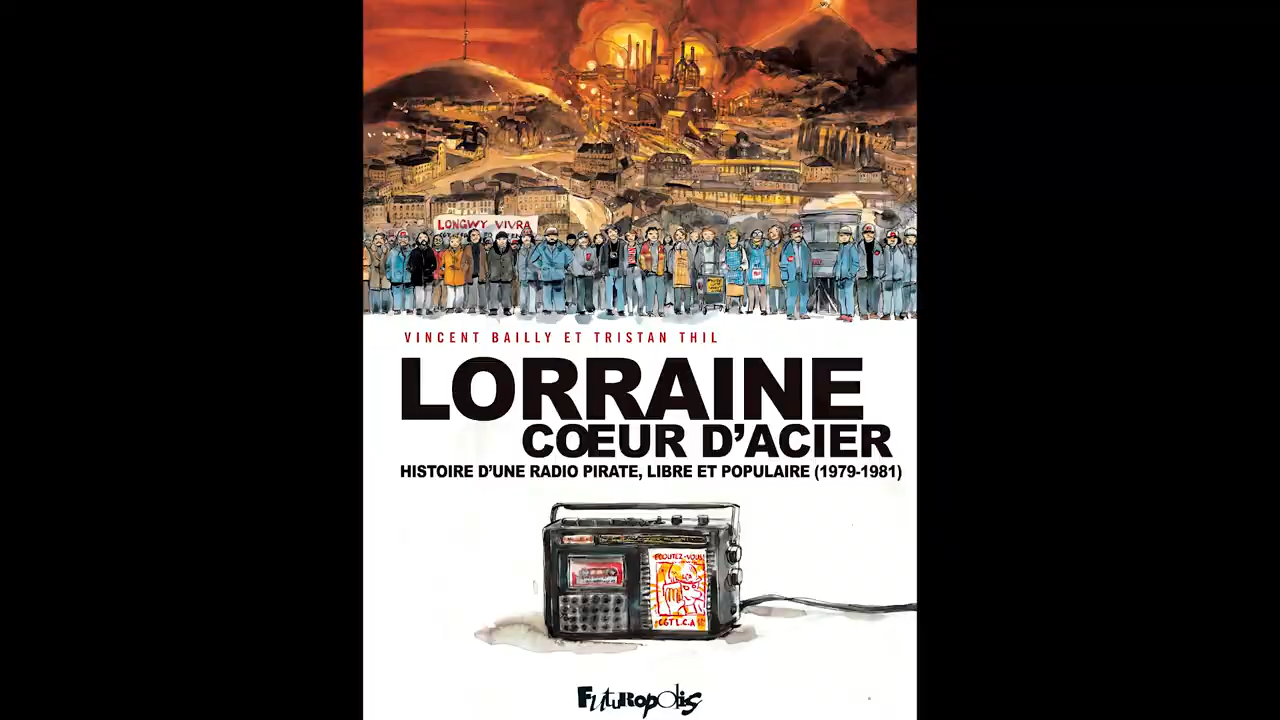 LONGWY VIVRA
VINCENT BAILLY ET TRISTAN THIL
LORRAINE
CŒUR D'ACIER
HISTOIRE D'UNE RADIO PIRATE, LIBRE ET POPULAIRE (1979-1981)
ÉCOUTEZ-VOUS!
CGT L.C.A
FUTUROPOLIS